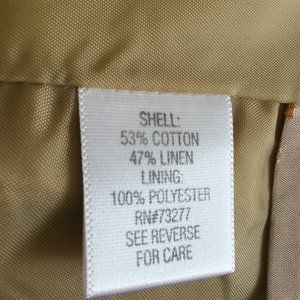 SHELL:
53% COTTON
47% LINEN
LINING:
100% POLYESTER
RN#73277
SEE REVERSE
FOR CARE